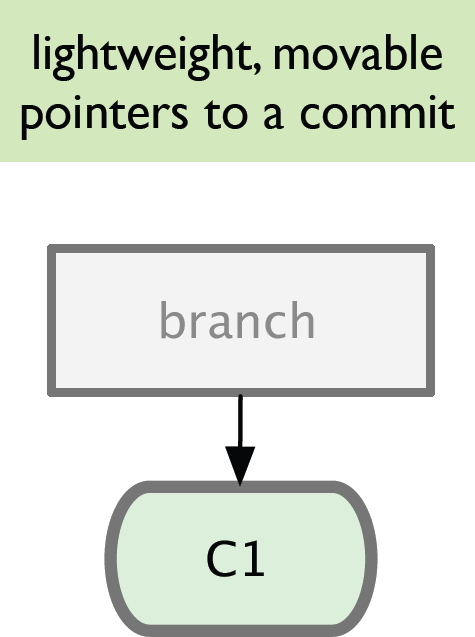 lightweight, movable
pointers to a commit
branch
C1